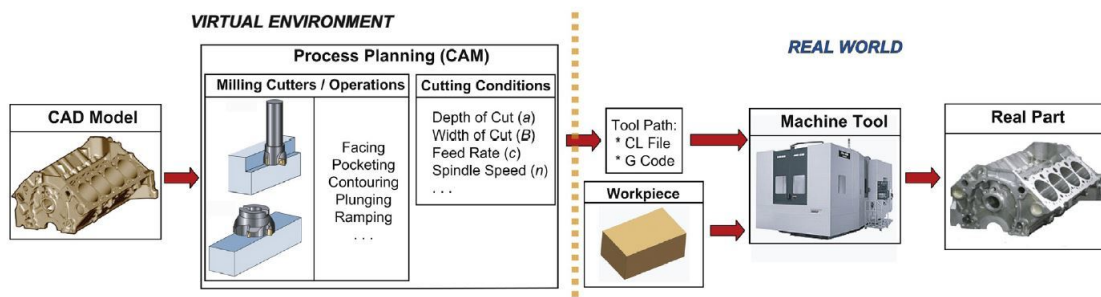 VIRTUAL ENVIRONMENT
REAL WORLD
CAD Model
Process Planning (CAM)
Milling Cutters / Operations
Facing
Pocketing
Contouring
Plunging
Ramping
. . .
Cutting Conditions
Depth of Cut (a)
Width of Cut (B)
Feed Rate (c)
Spindle Speed (n)
. . .
Tool Path:
* CL File
* G Code
Workpiece
Machine Tool
Real Part